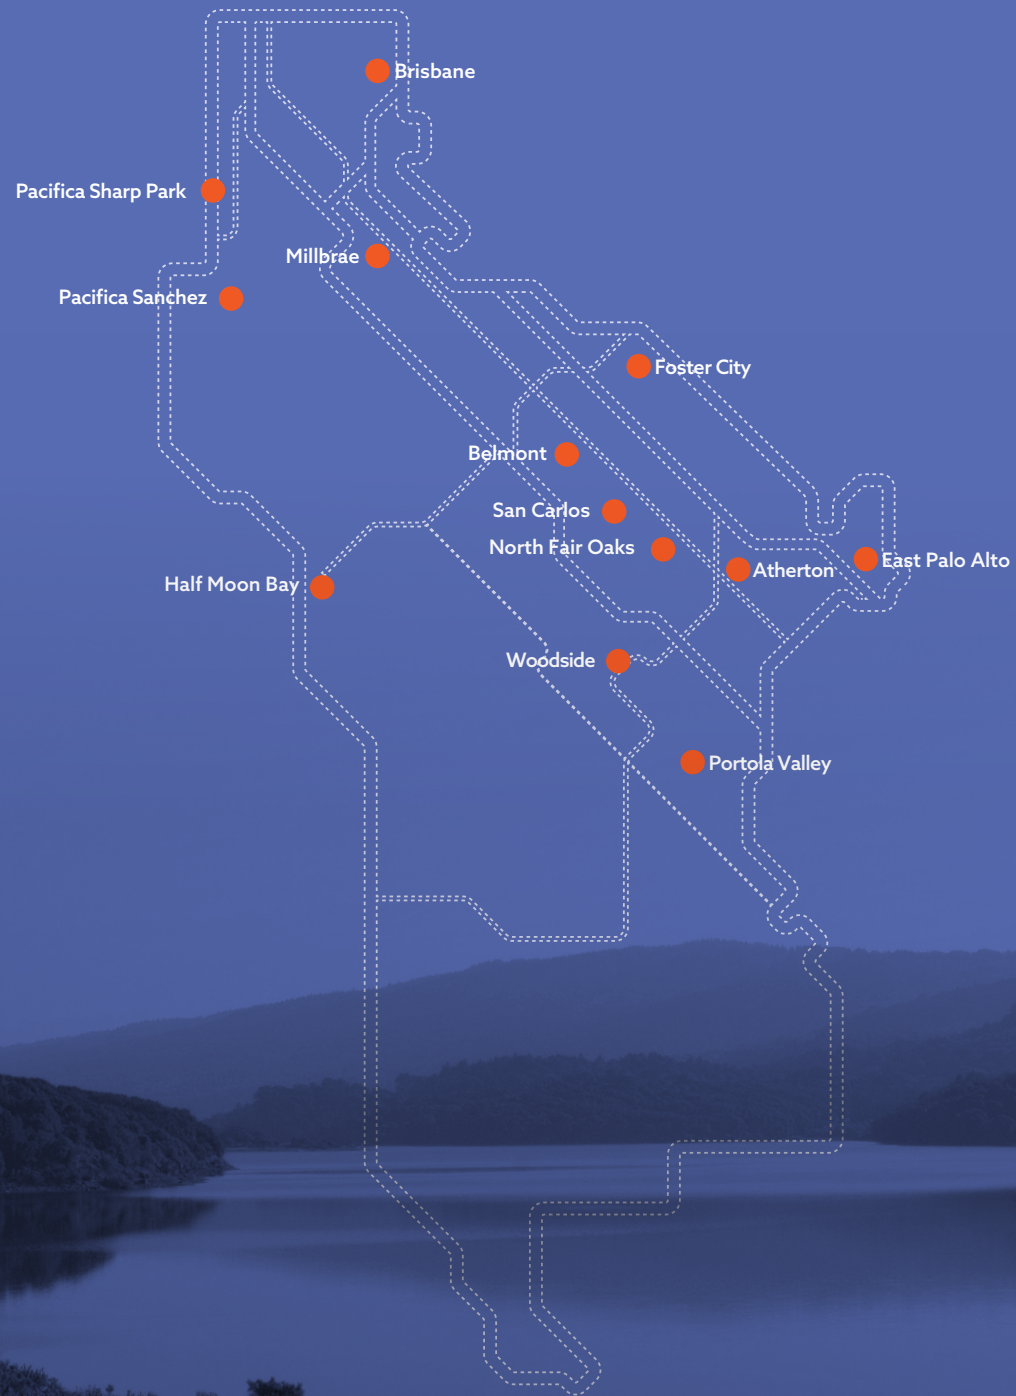 Brisbane
Pacifica Sharp Park
Millbrae
Pacifica Sanchez
Foster City
Belmont
San Carlos
North Fair Oaks
East Palo Alto
Atherton
Half Moon Bay
Woodside
Portola Valley